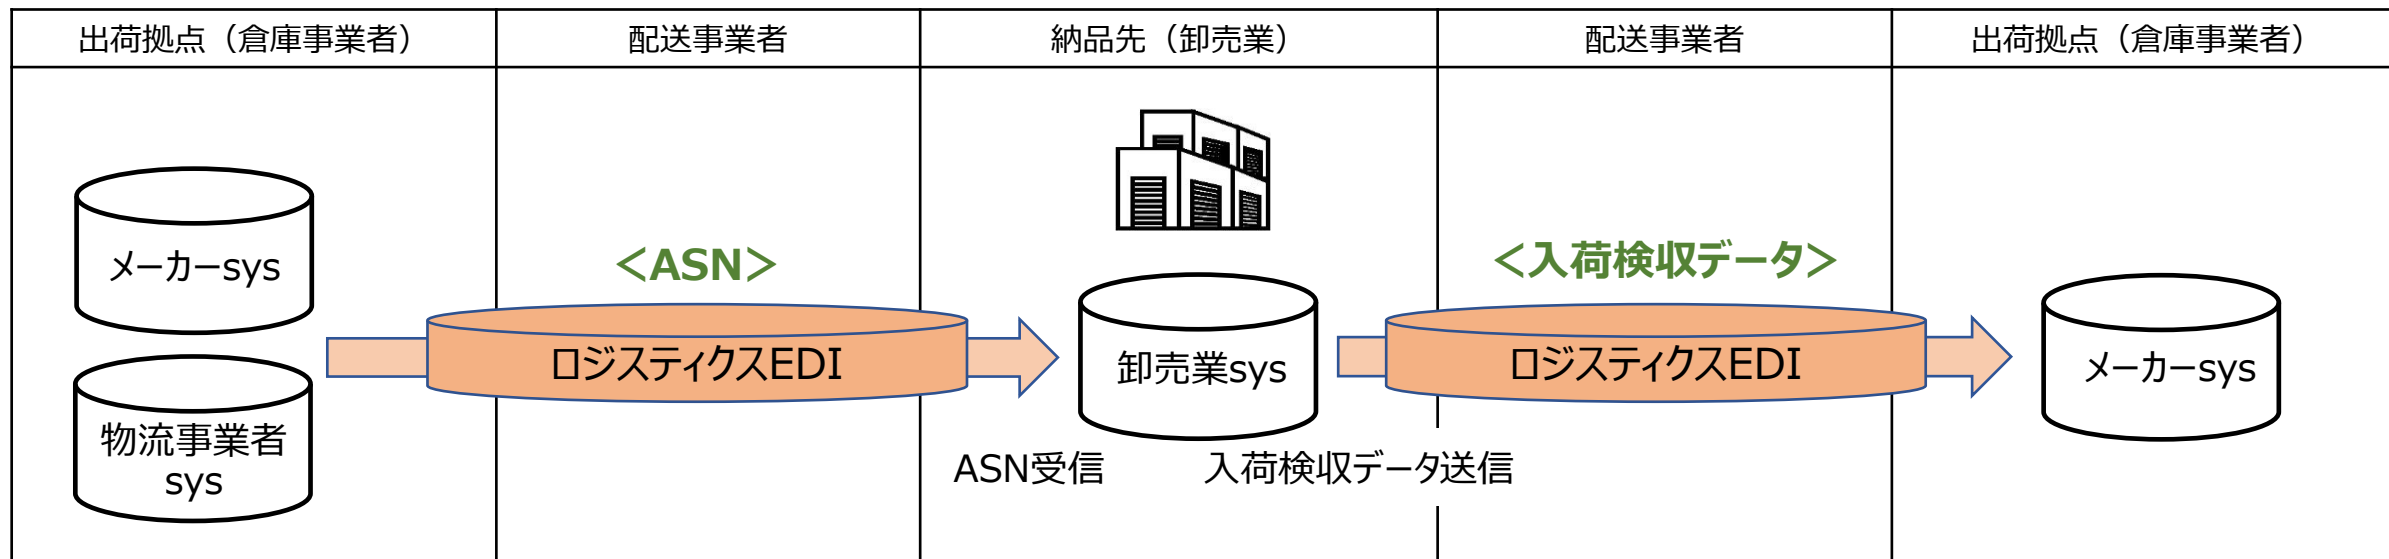 出荷拠点（倉庫事業者）
配送事業者
納品先（卸売業）
配送事業者
出荷拠点（倉庫事業者）
メーカーsys
物流事業者
sys
＜ASN＞
ロジスティクスEDI
卸売業sys
ASN受信
入荷検収データ送信
＜入荷検収データ＞
ロジスティクスEDI
メーカーsys